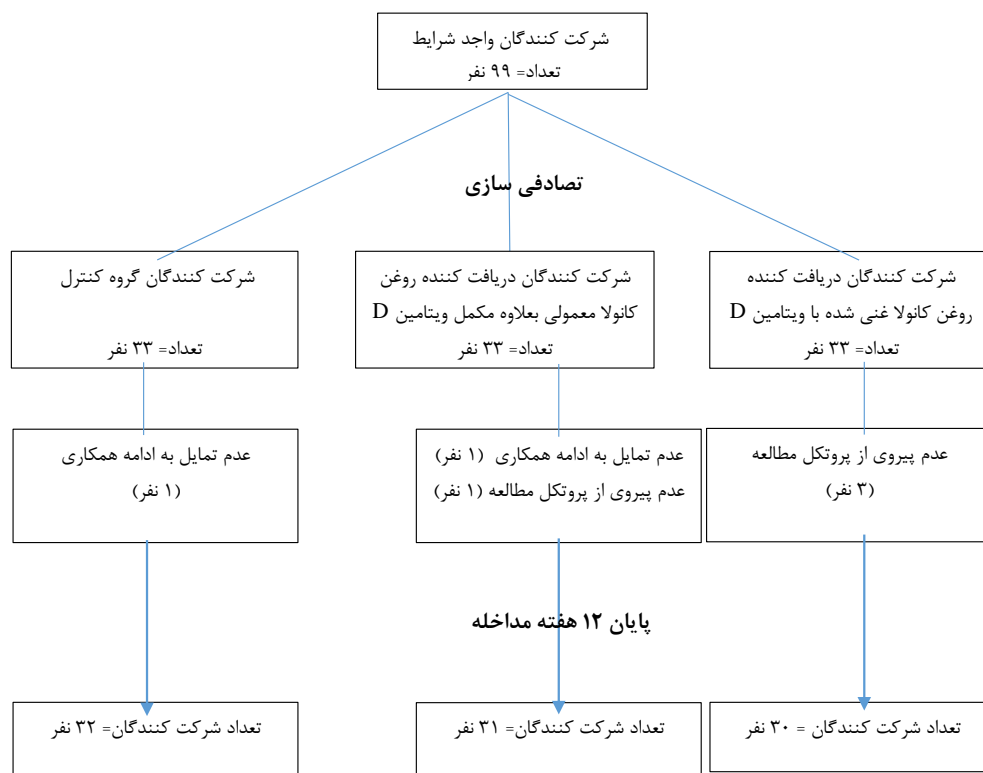 شرکت کنندگان واجد شرایط
تعداد= ۹۹ نفر
تصادفی سازی
شرکت کنندگان دریافت کننده
روغن کانولا غنی شده با ویتامین D
تعداد= ۳۳ نفر
شرکت کنندگان دریافت کننده روغن
کانولا معمولی بعلاوه مکمل ویتامین D
تعداد= ۳۳ نفر
شرکت کنندگان گروه کنترل
تعداد= ۳۳ نفر
عدم پیروی از پروتکل مطالعه
(۳ نفر)
عدم تمایل به ادامه همکاری (۱ نفر)
عدم پیروی از پروتکل مطالعه (۱ نفر)
عدم تمایل به ادامه همکاری
(۱ نفر)
پایان ۱۲ هفته مداخله
تعداد شرکت کنندگان = ۳۰ نفر
تعداد شرکت کنندگان= ۳۱ نفر
تعداد شرکت کنندگان= ۳۲ نفر